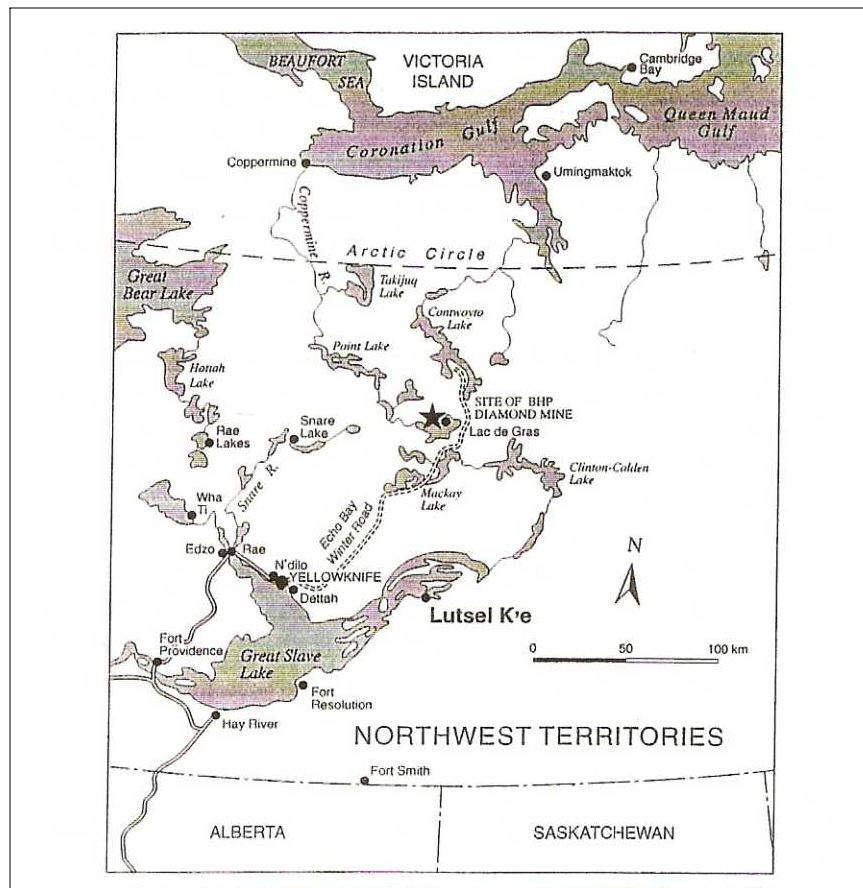 BEAUFORT
SEA
VICTORIA
ISLAND
Cambridge
Bay
Queen Maud
Gulf
Coronation Gulf
Coppermine
Umingmaktok
Coppermine R.
Arctic Circle
Great
Bear Lake
Takijuq
Lake
Contwoyto
Lake
Point Lake
Hottah
Lake
SITE OF BHP
DIAMOND MINE
Lac de Gras
Snare
Lake
Rae
Lakes
Clinton-Colden
Lake
Snare R.
Mackay
Lake
Wha
Ti
Echo Bay
Winter Road
Edzo
Rae
N'dilo
YELLOWKNIFE
Dettah
N
Lutsel K'e
Fort
Providence
0 50 100 km
Great Slave
Lake
Fort
Resolution
Hay River
NORTHWEST TERRITORIES
Fort Smith
ALBERTA
SASKATCHEWAN